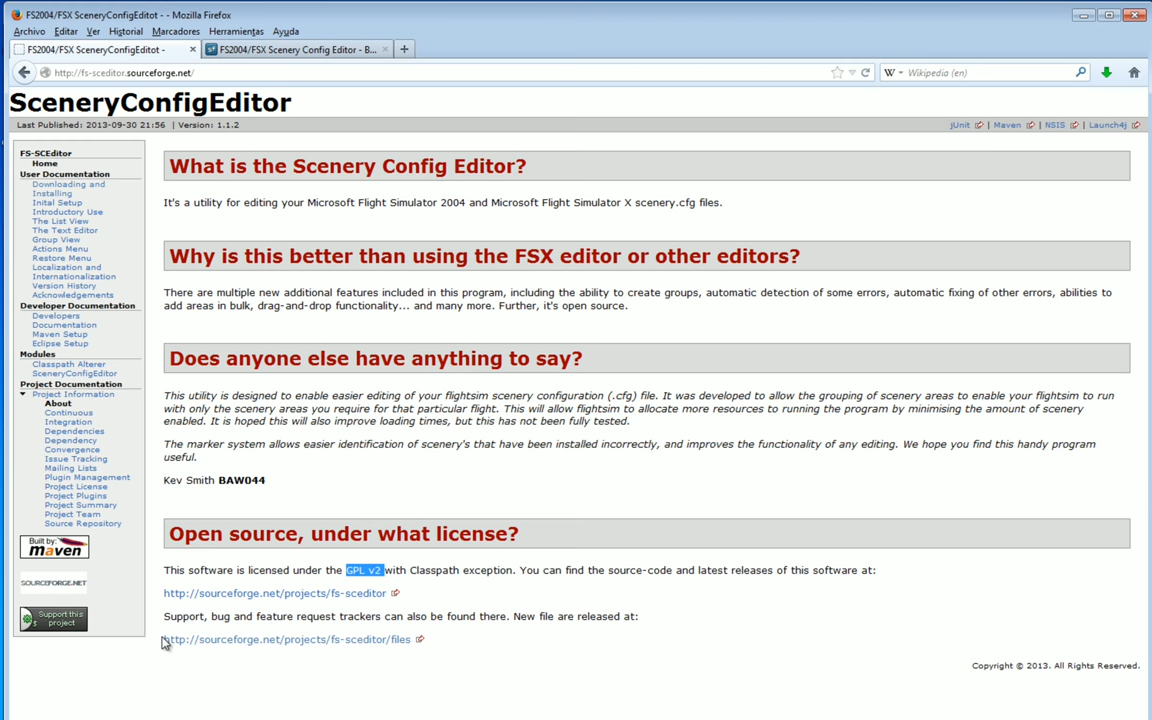 FS2004/FSX SceneryConfigEditot - - Mozilla Firefox
Archivo Editar Ver Historial Marcadores Herramientas Ayuda
FS2004/FSX SceneryConfigEditot - × FS2004/FSX Scenery Config Editor - B... × +
http://fs-sceditor.sourceforge.net/ W Wikipedia (en)
SceneryConfigEditor
Last Published: 2013-09-30 21:56 | Version: 1.1.2 jUnit | Maven | NSIS | Launch4j
FS-SCEditor
Home
User Documentation
Downloading and
Installing
Inital Setup
Introductory Use
The List View
The Text Editor
Group View
Actions Menu
Restore Menu
Localization and
Internationalization
Version History
Acknowledgements
Developer Documentation
Developers
Documentation
Maven Setup
Eclipse Setup
Modules
Classpath Alterer
SceneryConfigEditor
Project Documentation
Project Information
About
Continuous
Integration
Dependencies
Dependency
Convergence
Issue Tracking
Mailing Lists
Plugin Management
Project License
Project Plugins
Project Summary
Project Team
Source Repository
Built by:
maven
SOURCEFORGE.NET
Support this
project
What is the Scenery Config Editor?
It's a utility for editing your Microsoft Flight Simulator 2004 and Microsoft Flight Simulator X scenery.cfg files.
Why is this better than using the FSX editor or other editors?
There are multiple new additional features included in this program, including the ability to create groups, automatic detection of some errors, automatic fixing of other errors, abilities to
add areas in bulk, drag-and-drop functionality... and many more. Further, it's open source.
Does anyone else have anything to say?
This utility is designed to enable easier editing of your flightsim scenery configuration (.cfg) file. It was developed to allow the grouping of scenery areas to enable your flightsim to run
with only the scenery areas you require for that particular flight. This will allow flightsim to allocate more resources to running the program by minimising the amount of scenery
enabled. It is hoped this will also improve loading times, but this has not been fully tested.
The marker system allows easier identification of scenery's that have been installed incorrectly, and improves the functionality of any editing. We hope you find this handy program
useful.
Kev Smith BAW044
Open source, under what license?
This software is licensed under the GPL v2 with Classpath exception. You can find the source-code and latest releases of this software at:
http://sourceforge.net/projects/fs-sceditor
Support, bug and feature request trackers can also be found there. New file are released at:
http://sourceforge.net/projects/fs-sceditor/files
Copyright © 2013. All Rights Reserved.